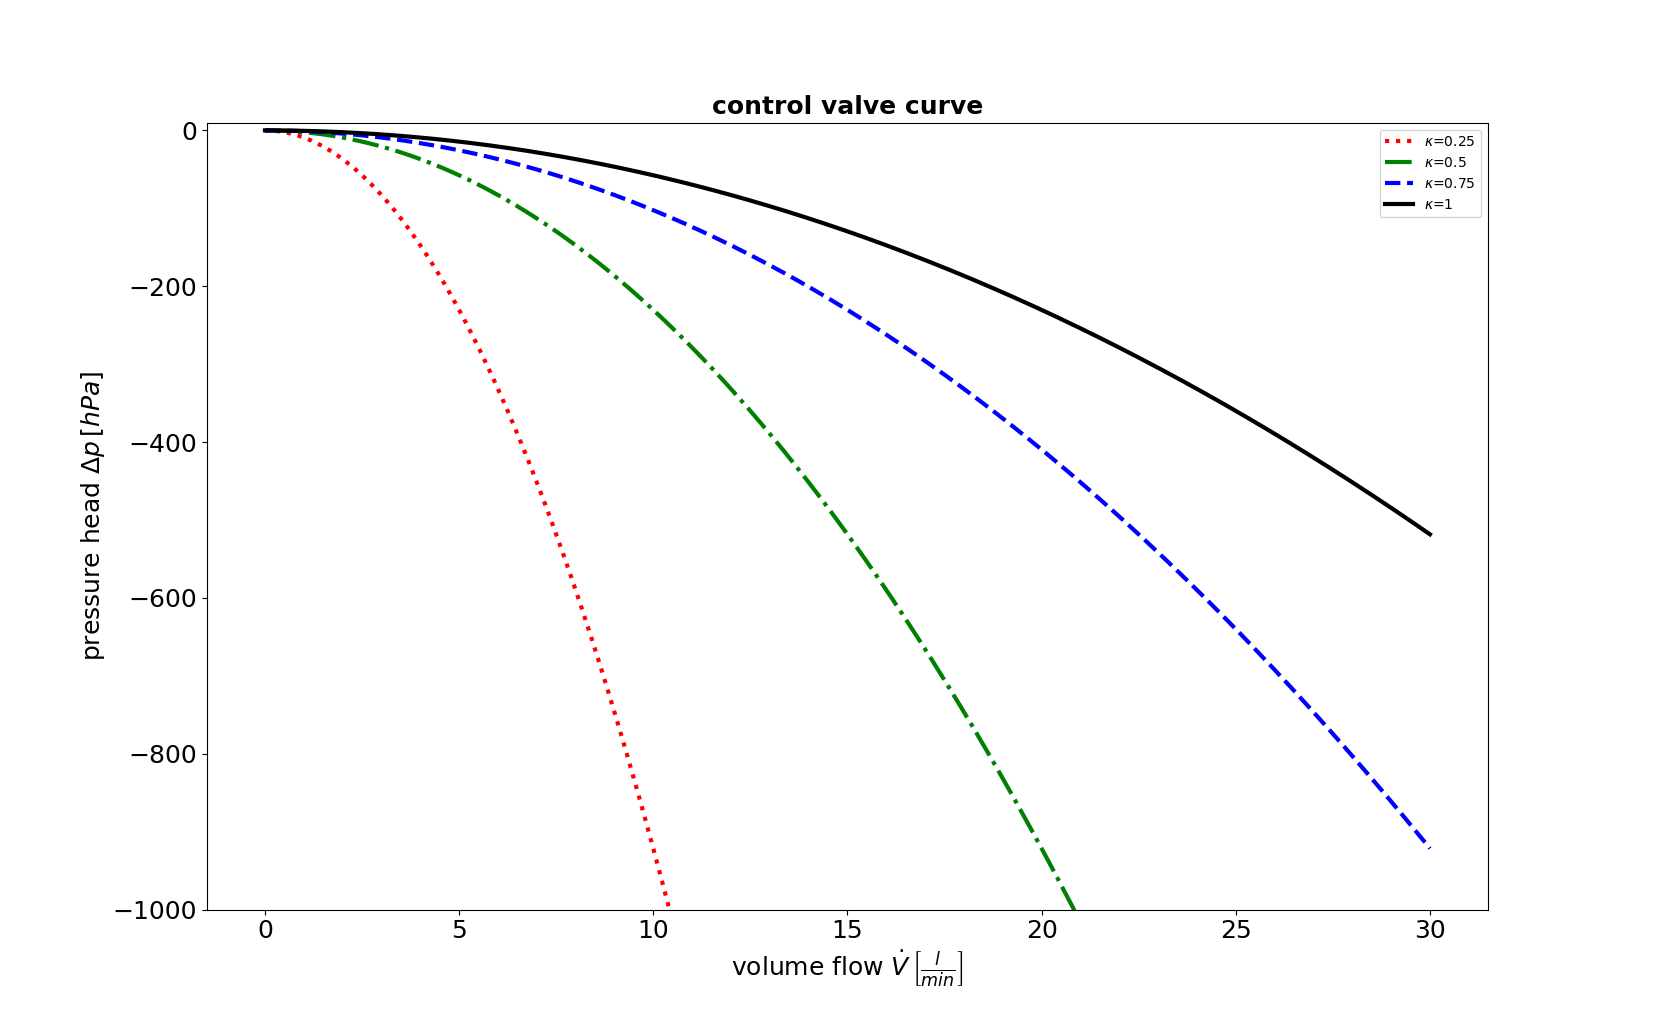 control valve curve
0
−200
−400
−600
−800
−1000
pressure head Δp [hPa]
κ=0.25
κ=0.5
κ=0.75
κ=1
0 5 10 15 20 25 30
volume flow V̇ [l/min]